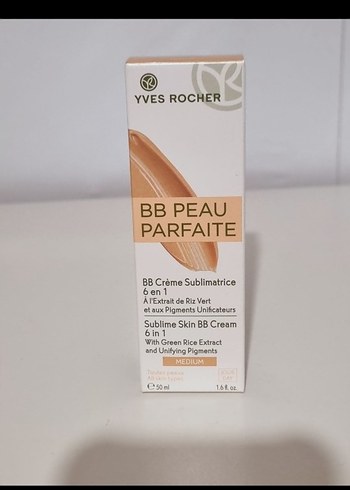 YVES ROCHER
BB PEAU
PARFAITE
BB Crème Sublimatrice
6 en 1
À l'Extrait de Riz Vert
et aux Pigments Unificateurs
Sublime Skin BB Cream
6 in 1
With Green Rice Extract
and Unifying Pigments
MEDIUM
℮ 50 ml
1.6 fl. oz.